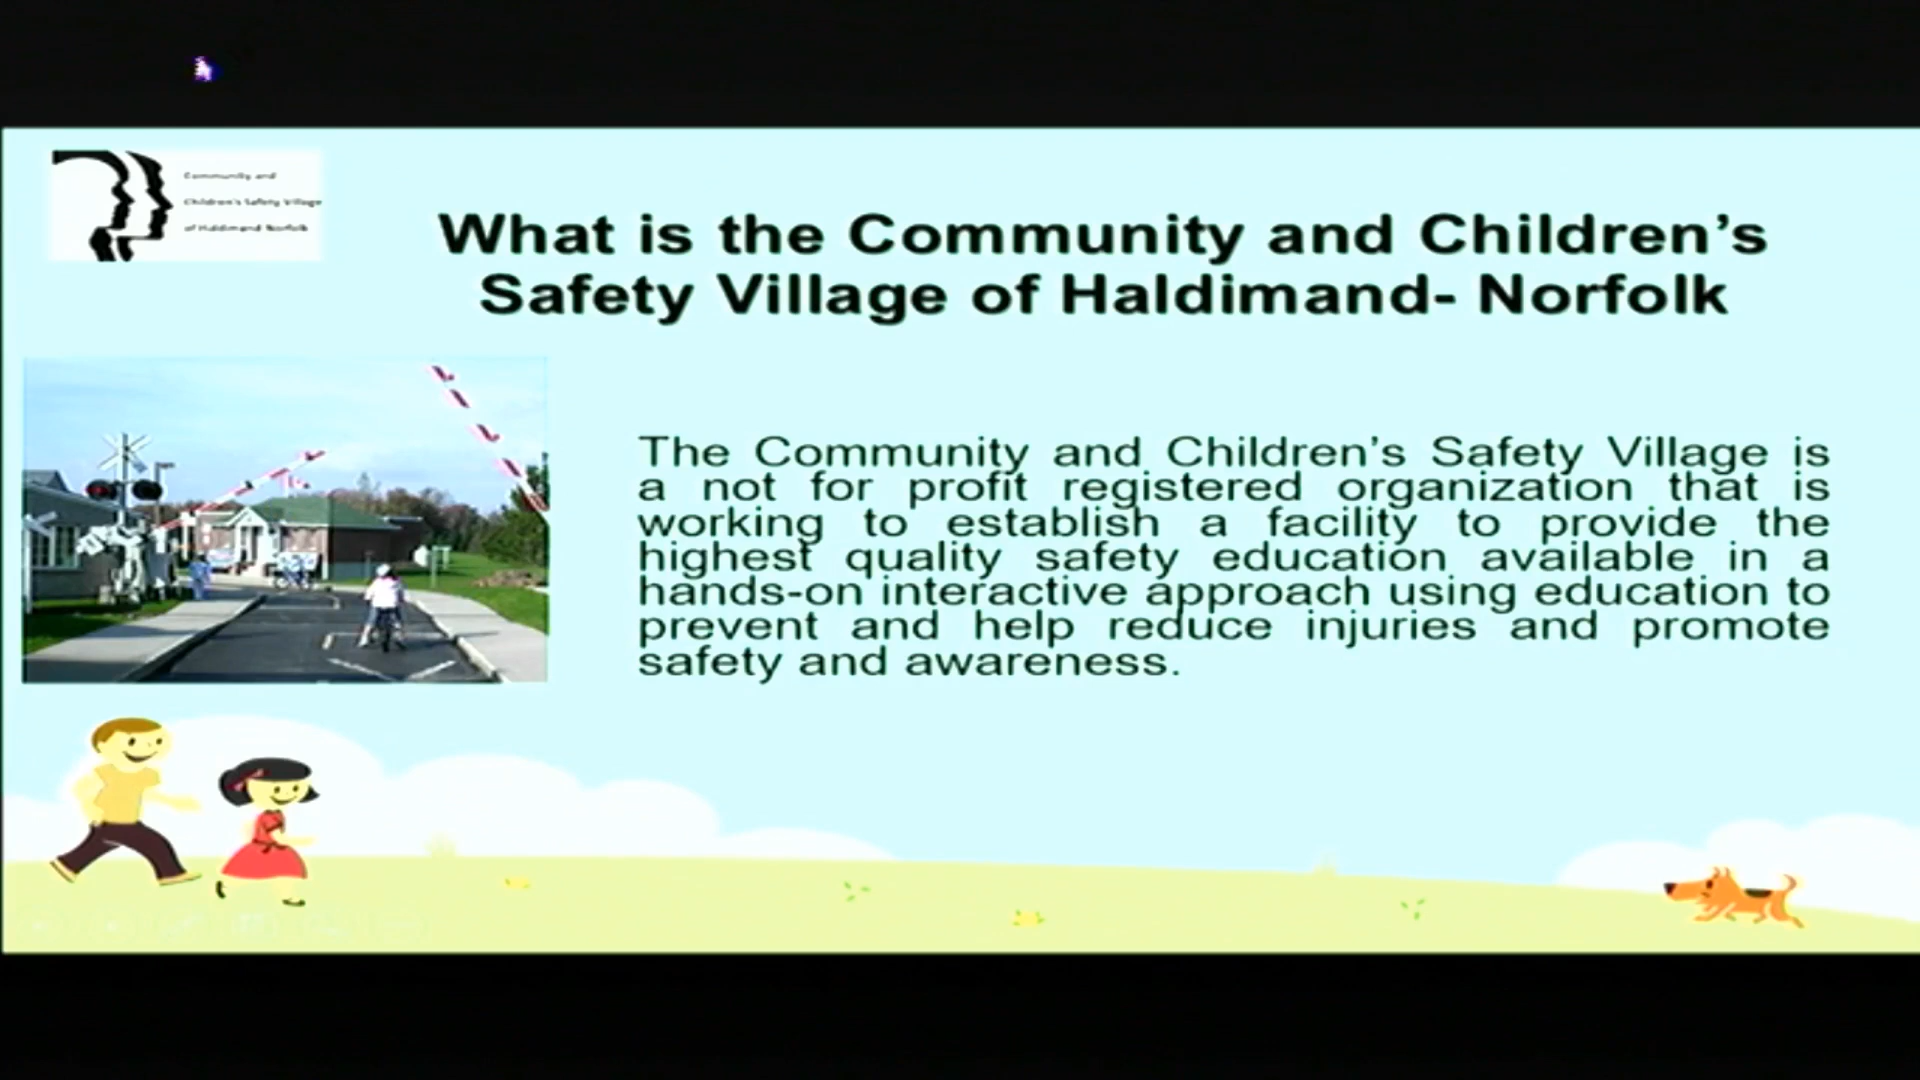 Community and
Children's Safety Village
of Haldimand Norfolk
What is the Community and Children’s
Safety Village of Haldimand- Norfolk
The Community and Children’s Safety Village is
a not for profit registered organization that is
working to establish a facility to provide the
highest quality safety education available in a
hands-on interactive approach using education to
prevent and help reduce injuries and promote
safety and awareness.